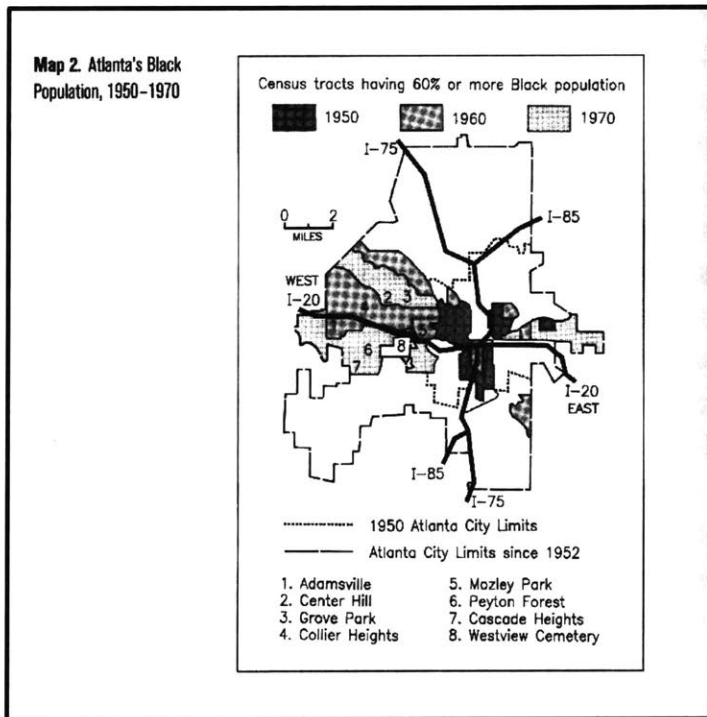 Map 2. Atlanta's Black
Population, 1950–1970
Census tracts having 60% or more Black population
1950
1960
1970
I-75
I-85
0 2
MILES
WEST
I-20
2
3
4
5
6
8
7
I-20
EAST
I-85
I-75
1950 Atlanta City Limits
Atlanta City Limits since 1952
1. Adamsville
2. Center Hill
3. Grove Park
4. Collier Heights
5. Mozley Park
6. Peyton Forest
7. Cascade Heights
8. Westview Cemetery